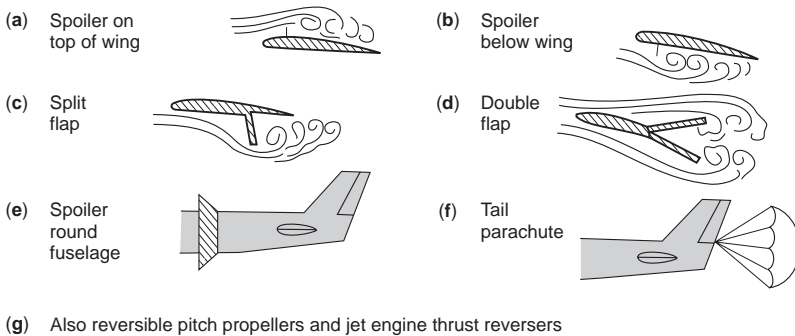 (a) Spoiler on
top of wing
(b) Spoiler
below wing
(c) Split
flap
(d) Double
flap
(e) Spoiler
round
fuselage
(f) Tail
parachute
(g) Also reversible pitch propellers and jet engine thrust reversers